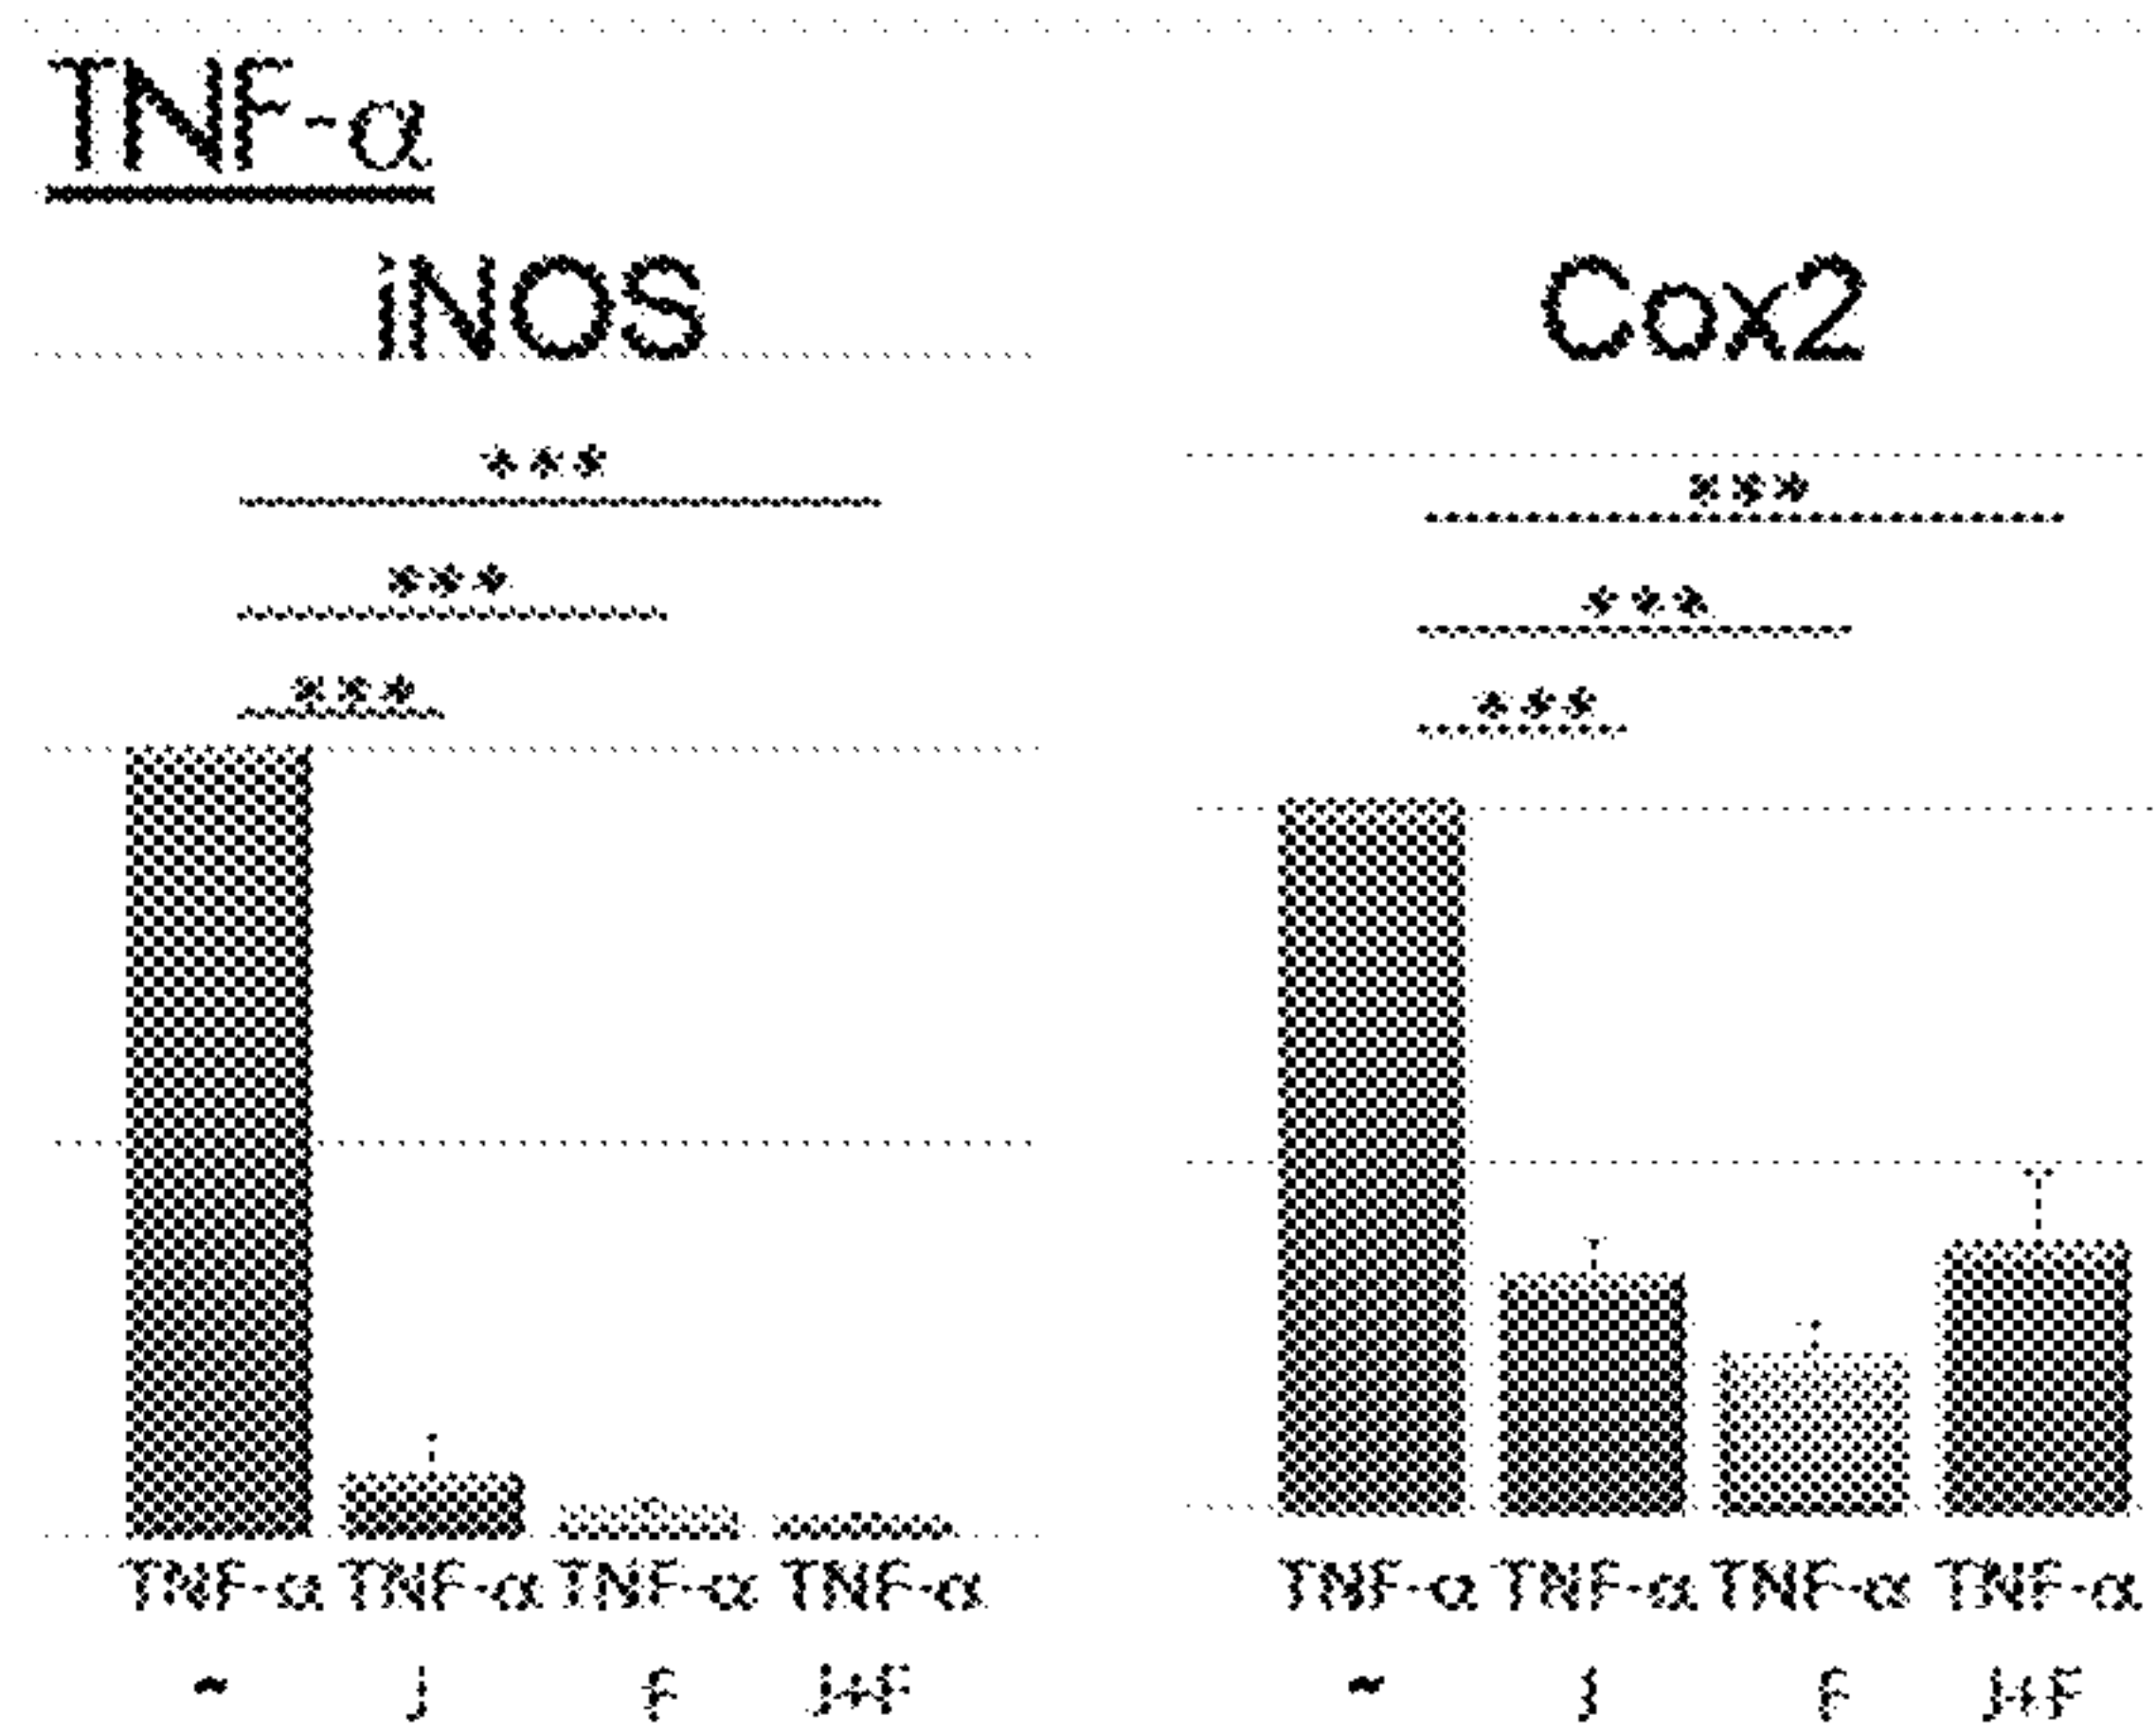 TNF-α
iNOS
Cox2
***
***
***
***
***
***
TNF-α TNF-α TNF-α TNF-α
- J F J+F
TNF-α TNF-α TNF-α TNF-α
- J F J+F